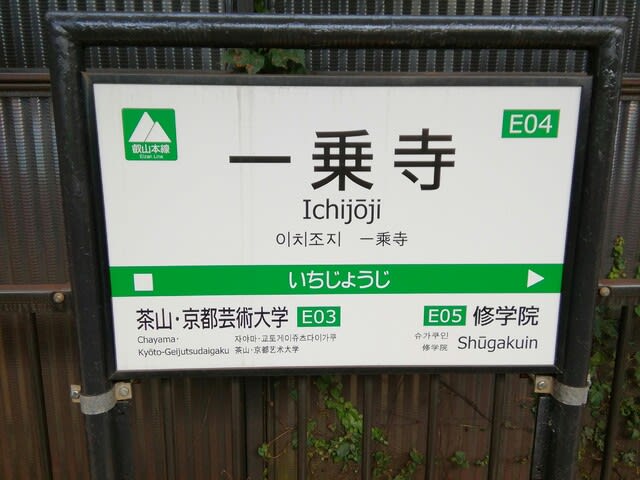 叡山本線
Eizan Line
E04
一乗寺
Ichijōji
이치조지 一乘寺
いちじょうじ
茶山・京都芸術大学 E03
Chayama・ 자야마・교토게이쥬츠다이가쿠
Kyōto-Geijutsudaigaku 茶山・京都艺术大学
E05 修学院
슈가쿠인
修学院 Shūgakuin